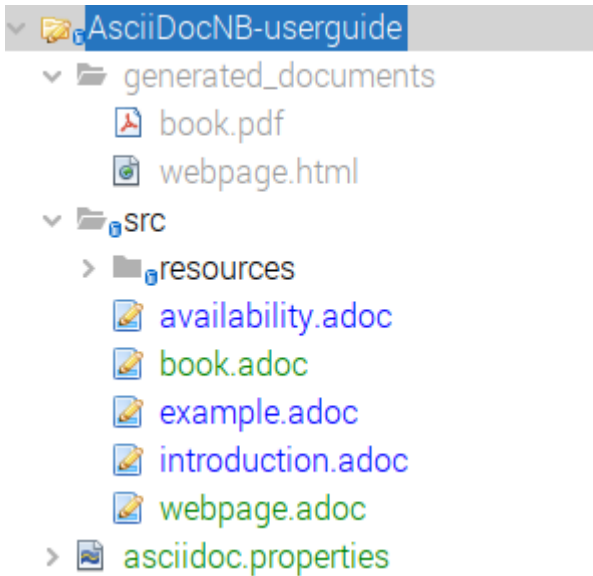 AsciiDocNB-userguide
generated_documents
book.pdf
webpage.html
src
resources
availability.adoc
book.adoc
example.adoc
introduction.adoc
webpage.adoc
asciidoc.properties